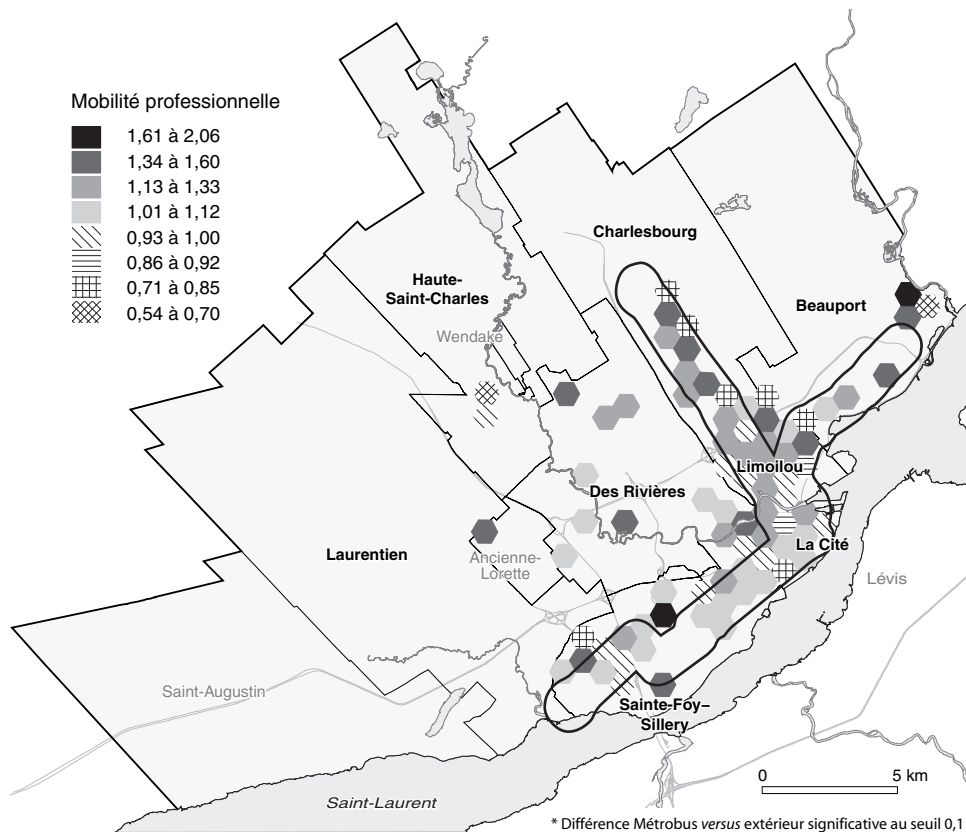 Mobilité professionnelle
1,61 à 2,06
1,34 à 1,60
1,13 à 1,33
1,01 à 1,12
0,93 à 1,00
0,86 à 0,92
0,71 à 0,85
0,54 à 0,70
Charlesbourg
Haute-
Saint-Charles
Beauport
Wendake
Limoilou
Des Rivières
La Cité
Laurentien
Ancienne-
Lorette
Lévis
Saint-Augustin
Sainte-Foy–
Sillery
0 5 km
Saint-Laurent
* Différence Métrobus versus extérieur significative au seuil 0,1